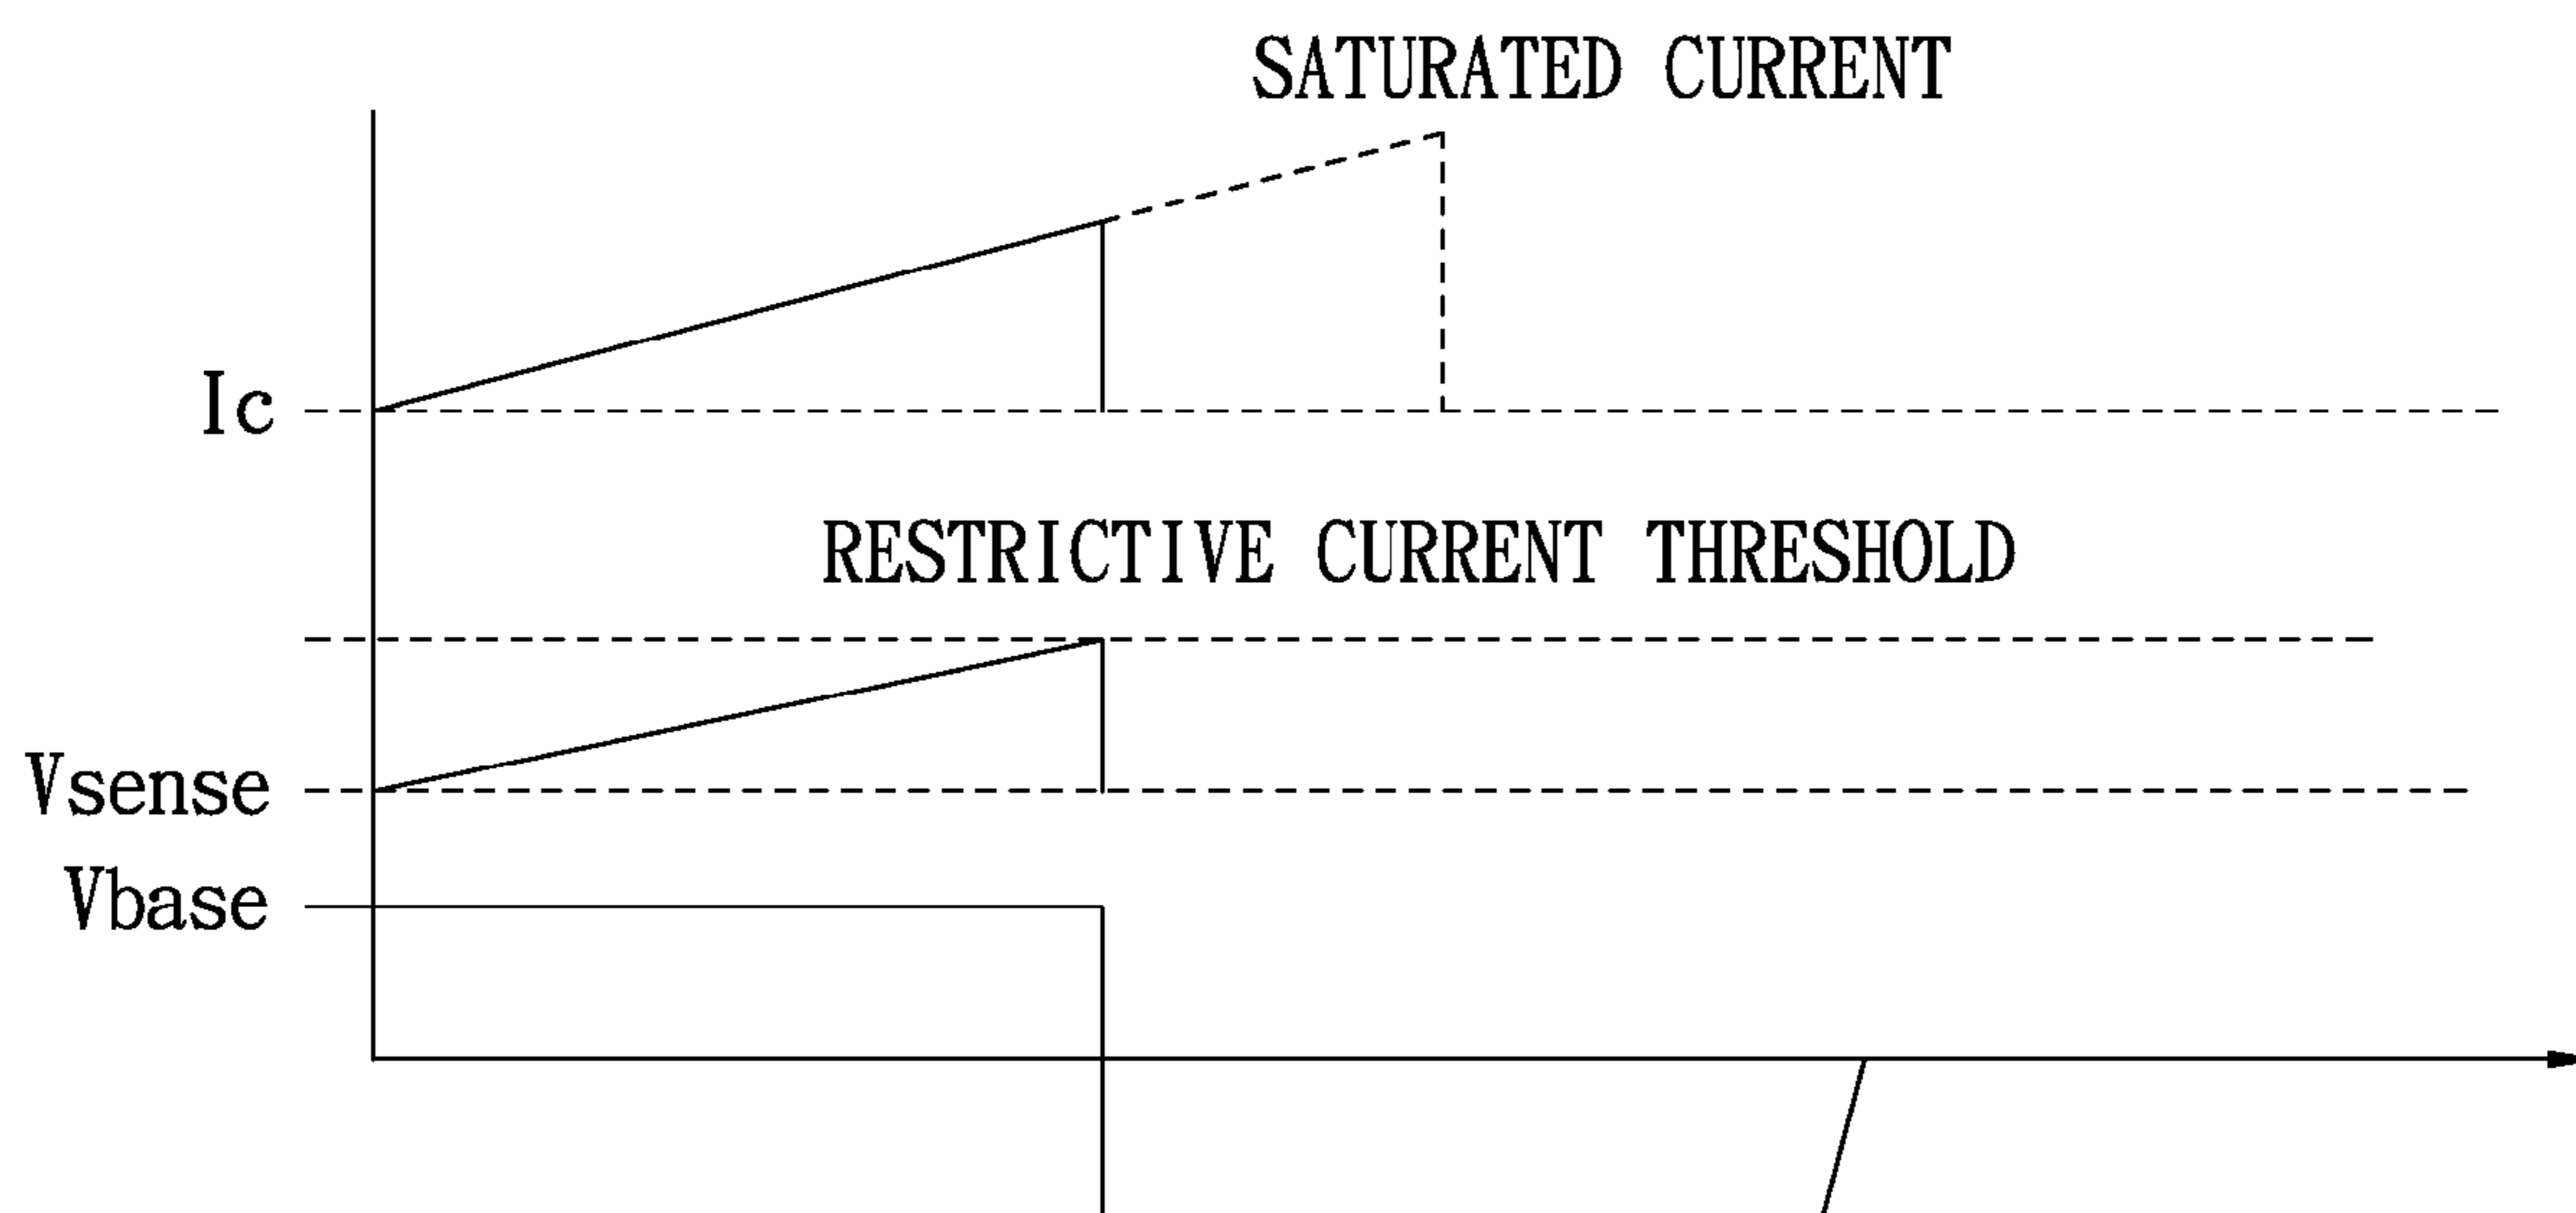 SATURATED CURRENT
Ic
RESTRICTIVE CURRENT THRESHOLD
Vsense
Vbase